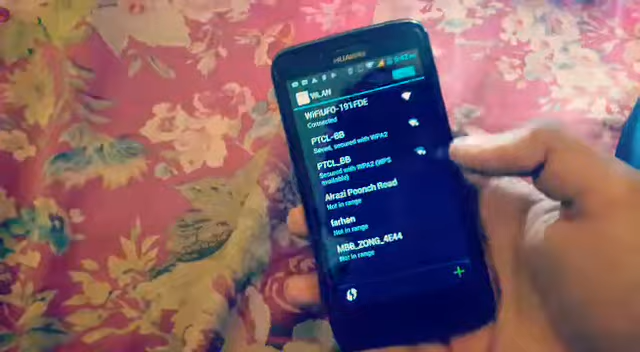 HUAWEI
WLAN
WiFiUFO-191FDE
Connected
PTCL-BB
Saved, secured with WPA2
PTCL_BB
Secured with WPA2 (WPS
available)
Alrazi Poonch Road
Not in range
farhan
Not in range
MBB_ZONG_4E44
Not in range